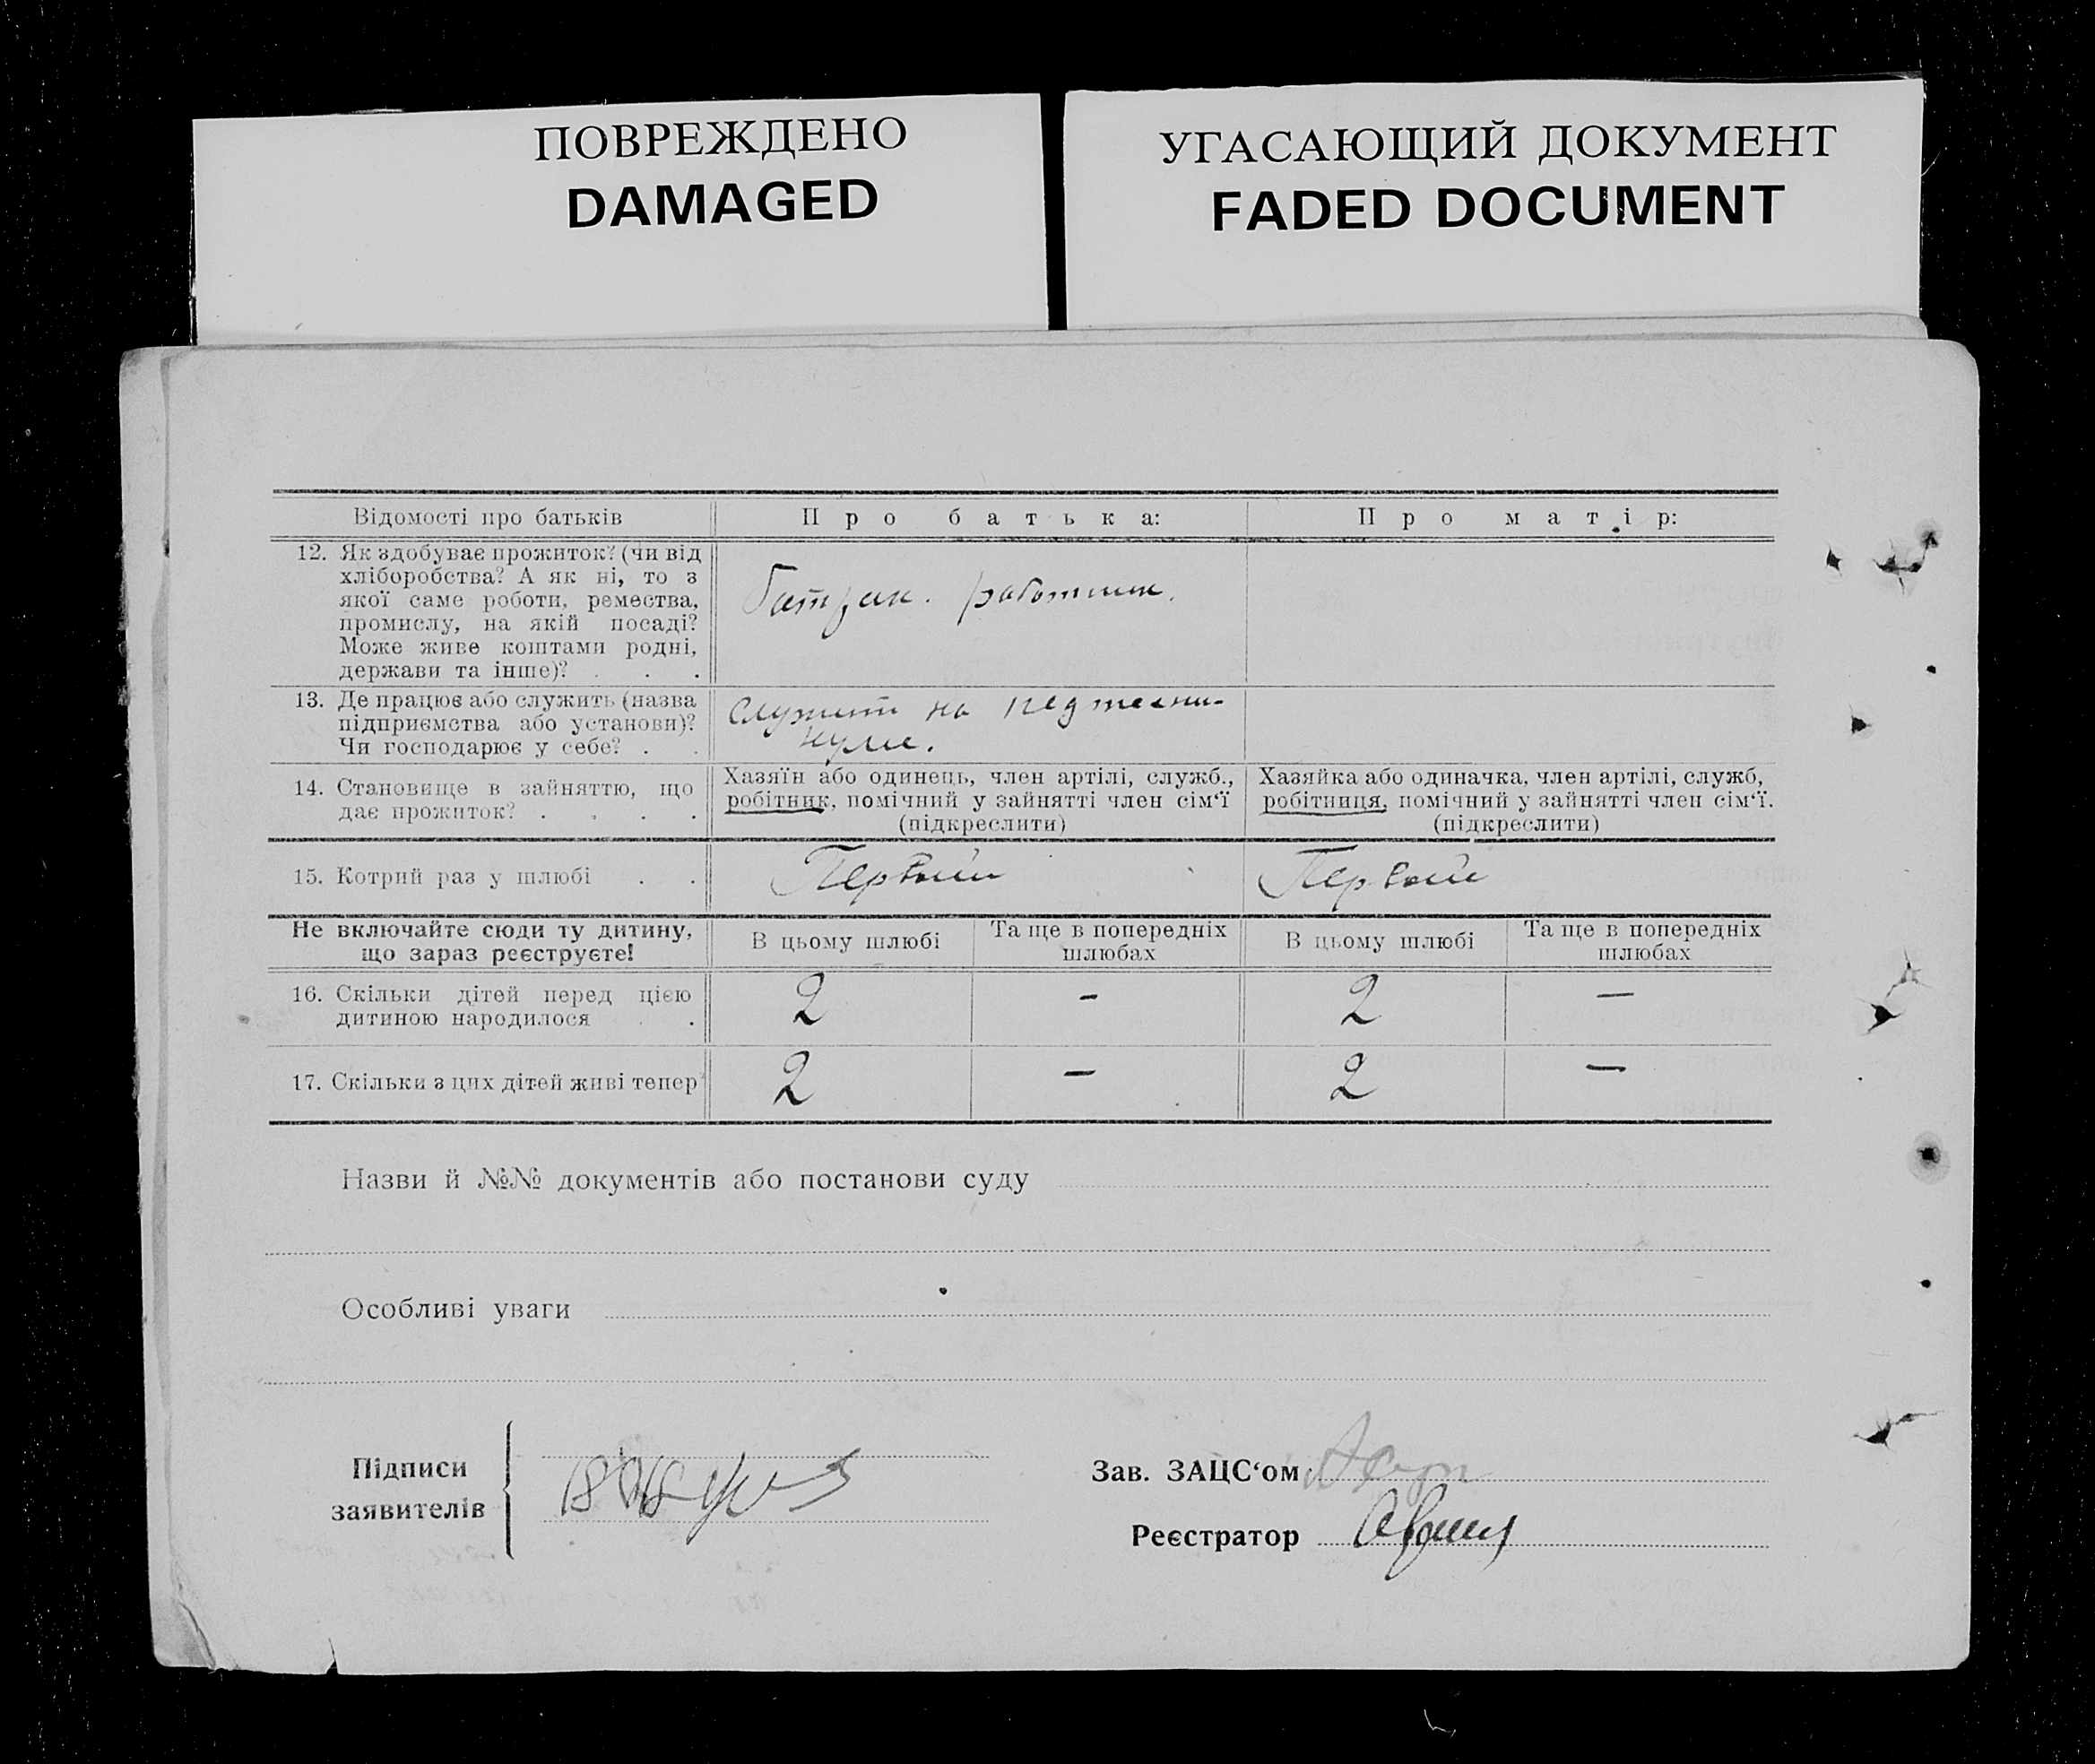 ПОВРЕЖДЕНО
DAMAGED
УГАСАЮЩИЙ ДОКУМЕНТ
FADED DOCUMENT
Відомості про батьків
Про батька:
Про матір:
12. Як здобуває прожиток? (чи від
хліборобства? А як ні, то з
якої саме роботи, ремества,
промислу, на якій посаді?
Може живе коштами родні,
держави та інше)? . . .
Батрак. работник.
13. Де працює або служить (назва
підприємства або установи)?
Чи господарює у себе? . .
Служит на педтехни-
куме.
14. Становище в зайняттю, що
дає прожиток? . . . .
Хазяїн або одинець, член артілі, служб.,
робітник, помічний у зайнятті член сім‘ї
(підкреслити)
Хазяйка або одиначка, член артілі, служб,
робітниця, помічний у зайнятті член сім‘ї.
(підкреслити)
15. Котрий раз у шлюбі . .
Первый
Первый
Не включайте сюди ту дитину,
що зараз реєструєте!
В цьому шлюбі
Та ще в попередніх
шлюбах
В цьому шлюбі
Та ще в попередніх
шлюбах
16. Скільки дітей перед цією
дитиною народилося . .
2
-
2
—
17. Скільки з цих дітей живі тепер
2
—
2
—
Назви й №№ документів або постанови суду
Особливі уваги
Підписи
заявителів
Зав. ЗАЦС‘ом
Реєстратор